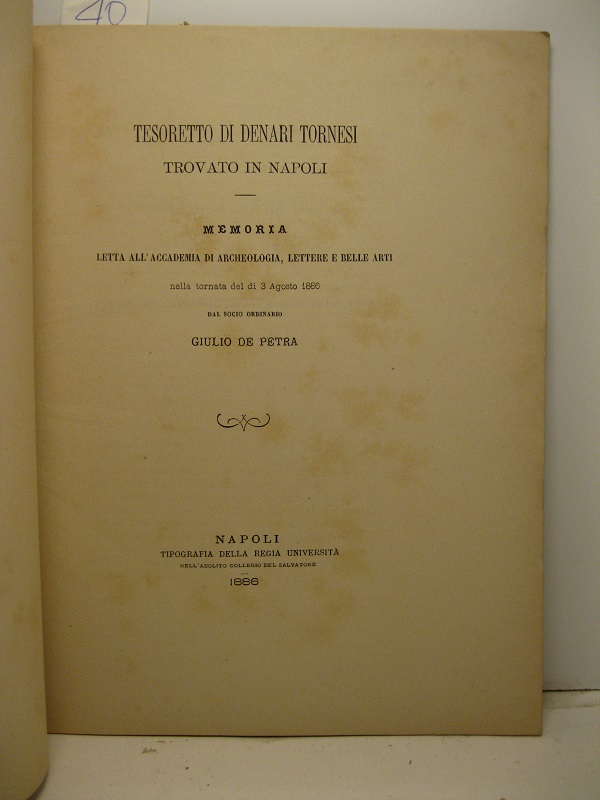 40
TESORETTO DI DENARI TORNESI
TROVATO IN NAPOLI
MEMORIA
LETTA ALL'ACCADEMIA DI ARCHEOLOGIA, LETTERE E BELLE ARTI
nella tornata del dì 3 Agosto 1886
DAL SOCIO ORDINARIO
GIULIO DE PETRA
NAPOLI
TIPOGRAFIA DELLA REGIA UNIVERSITÀ
NELL'ABOLITO COLLEGIO DEL SALVATORE
1886